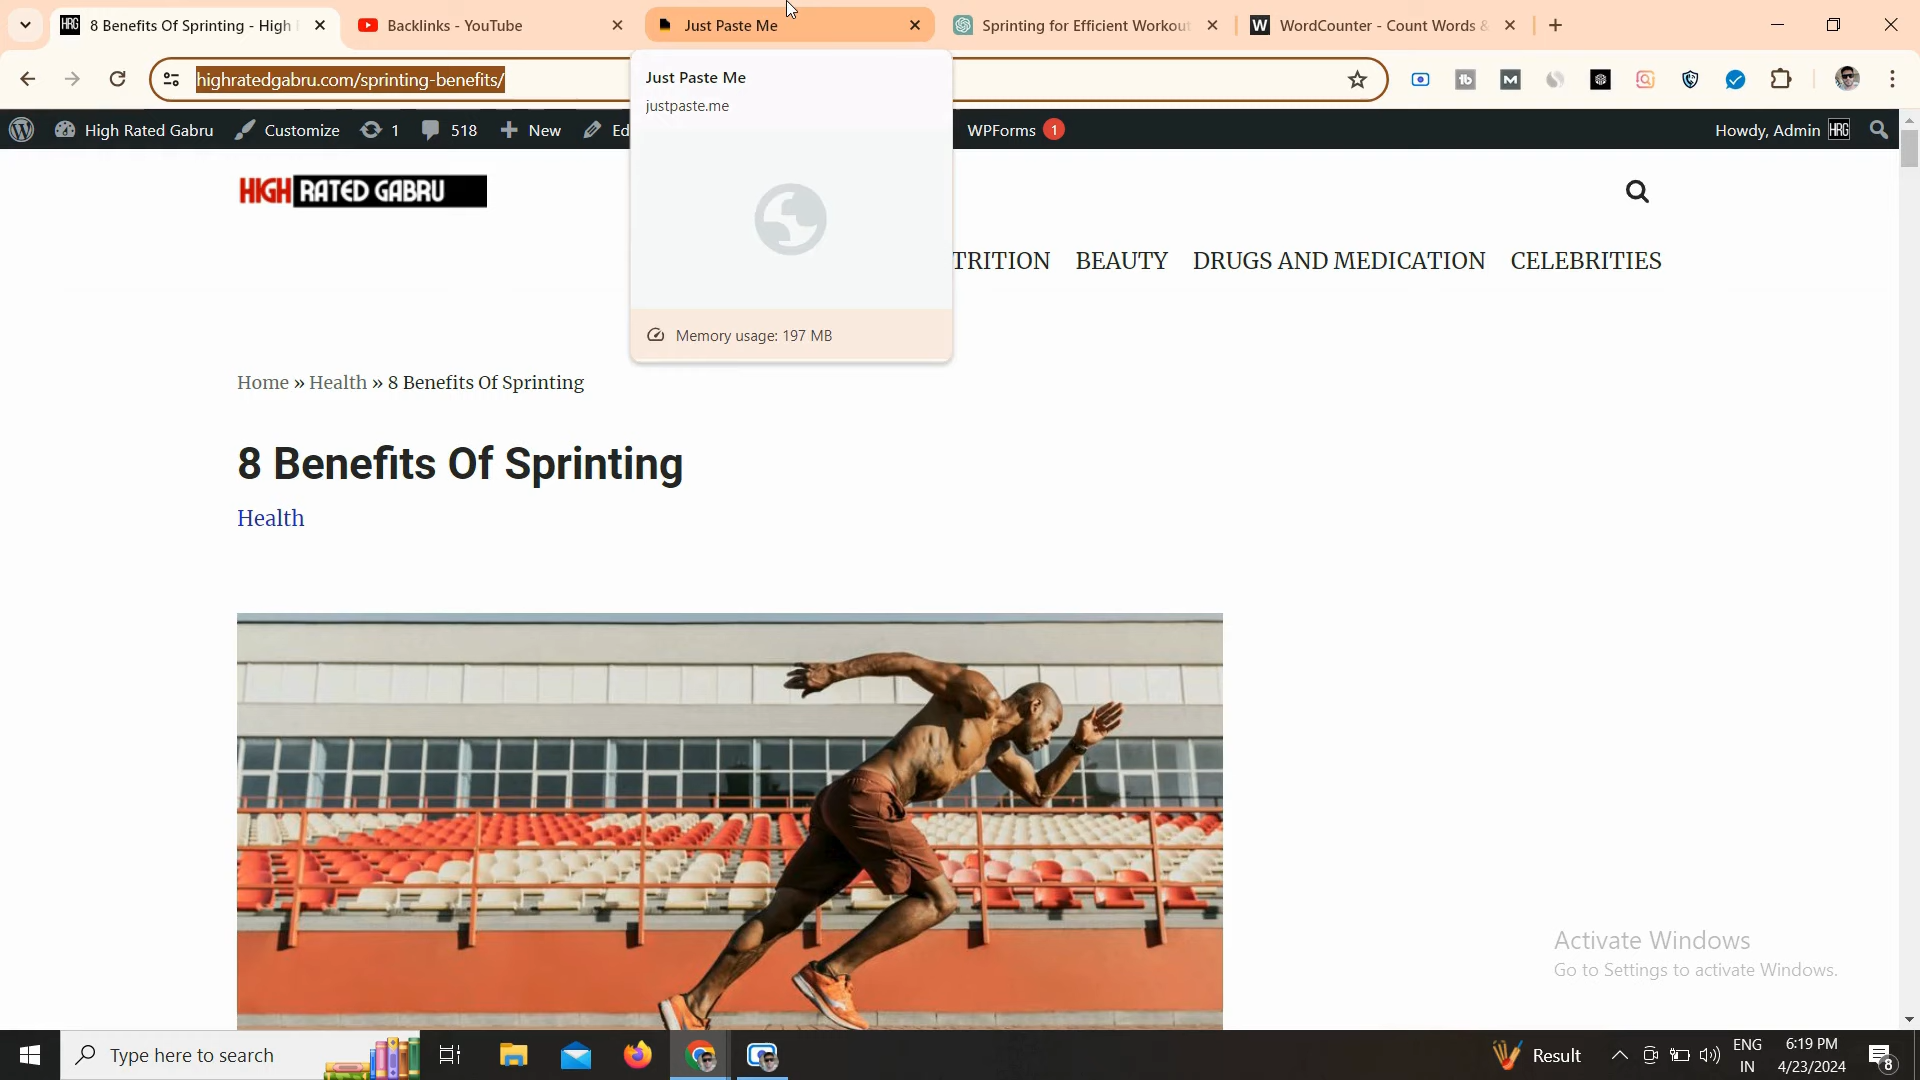 HRG 8 Benefits Of Sprinting - High
Backlinks - YouTube
Just Paste Me
Sprinting for Efficient Workout
W WordCounter - Count Words &
highratedgabru.com/sprinting-benefits/
Just Paste Me
justpaste.me
Memory usage: 197 MB
High Rated Gabru
Customize
1
518
New
Ed
WPForms 1
Howdy, Admin HRG
HIGH RATED GABRU
TRITION
BEAUTY
DRUGS AND MEDICATION
CELEBRITIES
Home » Health » 8 Benefits Of Sprinting
8 Benefits Of Sprinting
Health
Activate Windows
Go to Settings to activate Windows.
Type here to search
Result
ENG
IN
6:19 PM
4/23/2024
8